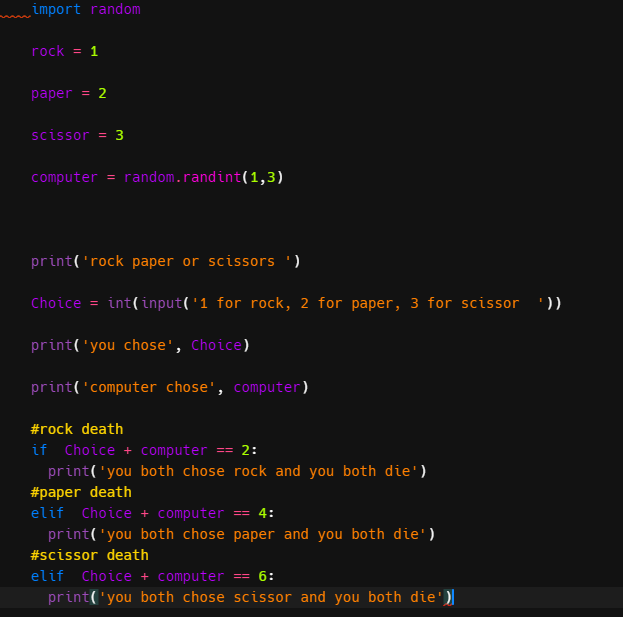 import random
rock = 1
paper = 2
scissor = 3
computer = random.randint(1,3)
print('rock paper or scissors ')
Choice = int(input('1 for rock, 2 for paper, 3 for scissor  '))
print('you chose', Choice)
print('computer chose', computer)
#rock death
if  Choice + computer == 2:
  print('you both chose rock and you both die')
#paper death
elif  Choice + computer == 4:
  print('you both chose paper and you both die')
#scissor death
elif  Choice + computer == 6:
  print('you both chose scissor and you both die')